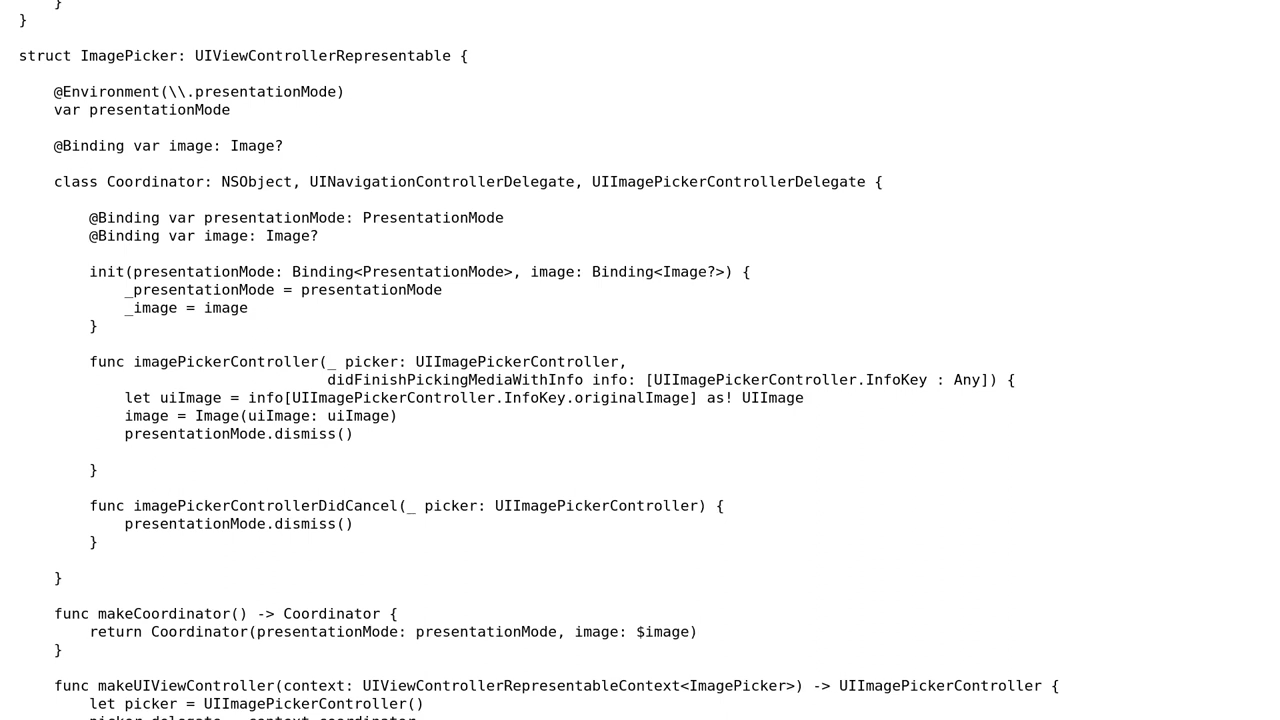 }
}
struct ImagePicker: UIViewControllerRepresentable {
@Environment(\\.presentationMode)
var presentationMode
@Binding var image: Image?
class Coordinator: NSObject, UINavigationControllerDelegate, UIImagePickerControllerDelegate {
@Binding var presentationMode: PresentationMode
@Binding var image: Image?
init(presentationMode: Binding<PresentationMode>, image: Binding<Image?>) {
_presentationMode = presentationMode
_image = image
}
func imagePickerController(_ picker: UIImagePickerController,
didFinishPickingMediaWithInfo info: [UIImagePickerController.InfoKey : Any]) {
let uiImage = info[UIImagePickerController.InfoKey.originalImage] as! UIImage
image = Image(uiImage: uiImage)
presentationMode.dismiss()
}
func imagePickerControllerDidCancel(_ picker: UIImagePickerController) {
presentationMode.dismiss()
}
}
func makeCoordinator() -> Coordinator {
return Coordinator(presentationMode: presentationMode, image: $image)
}
func makeUIViewController(context: UIViewControllerRepresentableContext<ImagePicker>) -> UIImagePickerController {
let picker = UIImagePickerController()
picker.delegate = context.coordinator